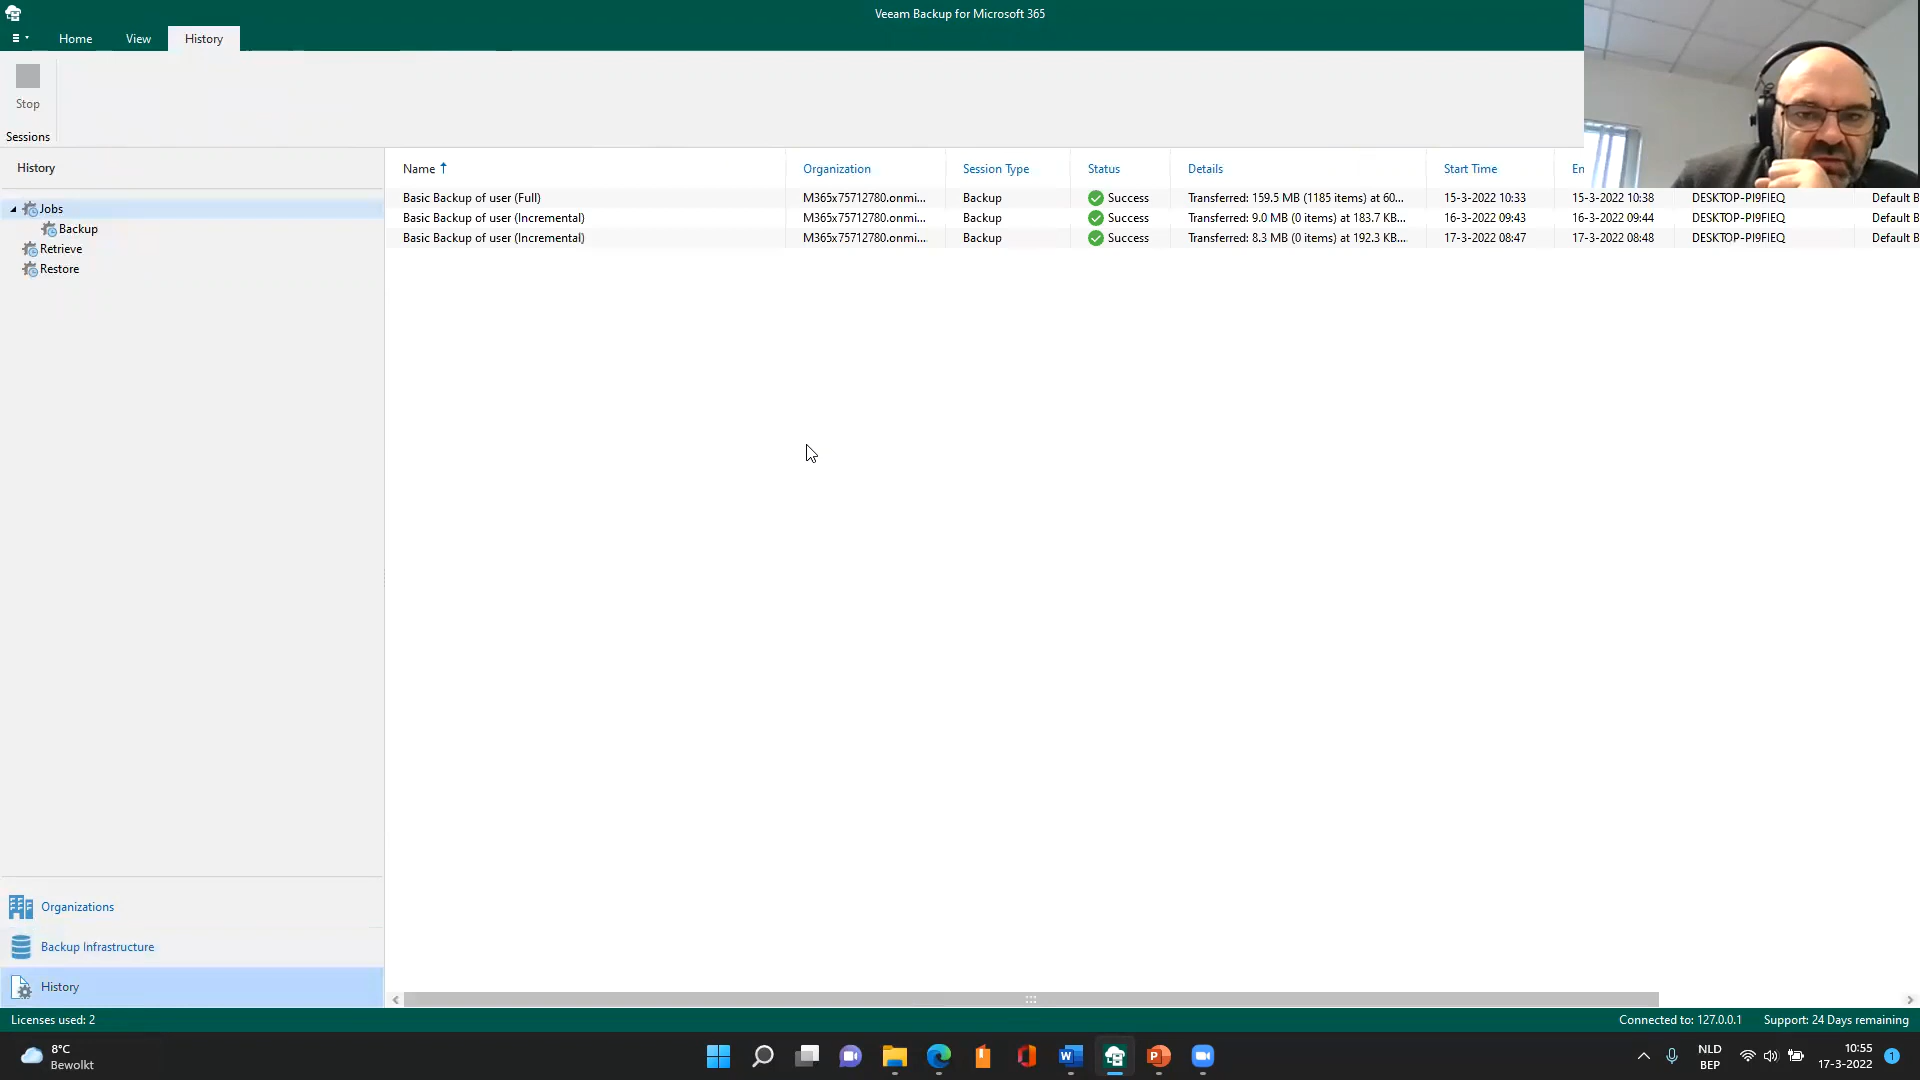 Veeam Backup for Microsoft 365
Home View History
Stop
Sessions
History
Name Organization Session Type Status Details Start Time En
Basic Backup of user (Full) M365x75712780.onmi... Backup Success Transferred: 159.5 MB (1185 items) at 60... 15-3-2022 10:33 15-3-2022 10:38 DESKTOP-PI9FIEQ Default B
Basic Backup of user (Incremental) M365x75712780.onmi... Backup Success Transferred: 9.0 MB (0 items) at 183.7 KB... 16-3-2022 09:43 16-3-2022 09:44 DESKTOP-PI9FIEQ Default B
Basic Backup of user (Incremental) M365x75712780.onmi... Backup Success Transferred: 8.3 MB (0 items) at 192.3 KB... 17-3-2022 08:47 17-3-2022 08:48 DESKTOP-PI9FIEQ Default B
Jobs
Backup
Retrieve
Restore
Organizations
Backup Infrastructure
History
Licenses used: 2 Connected to: 127.0.0.1 Support: 24 Days remaining
8°C
Bewolkt
W P
NLD
BEP
10:55
17-3-2022
1